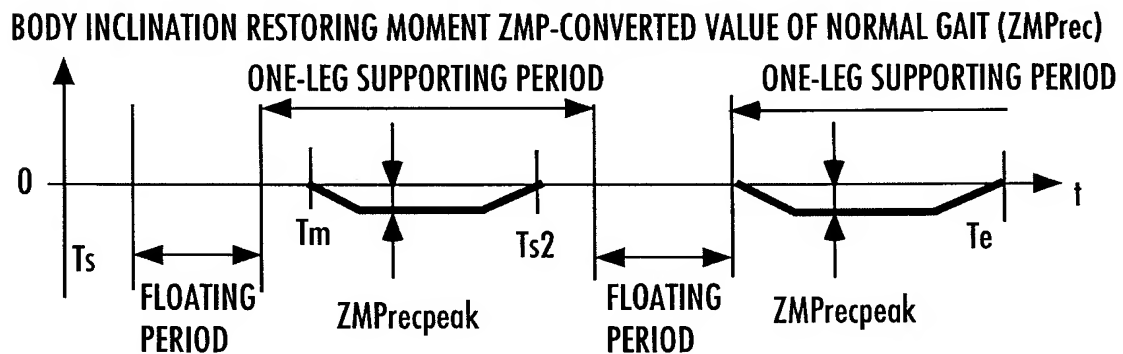 BODY INCLINATION RESTORING MOMENT ZMP-CONVERTED VALUE OF NORMAL GAIT (ZMPrec)
ONE-LEG SUPPORTING PERIOD
ONE-LEG SUPPORTING PERIOD
0
t
Ts
Tm
Ts2
Te
FLOATING
PERIOD
ZMPrecpeak
FLOATING
PERIOD
ZMPrecpeak